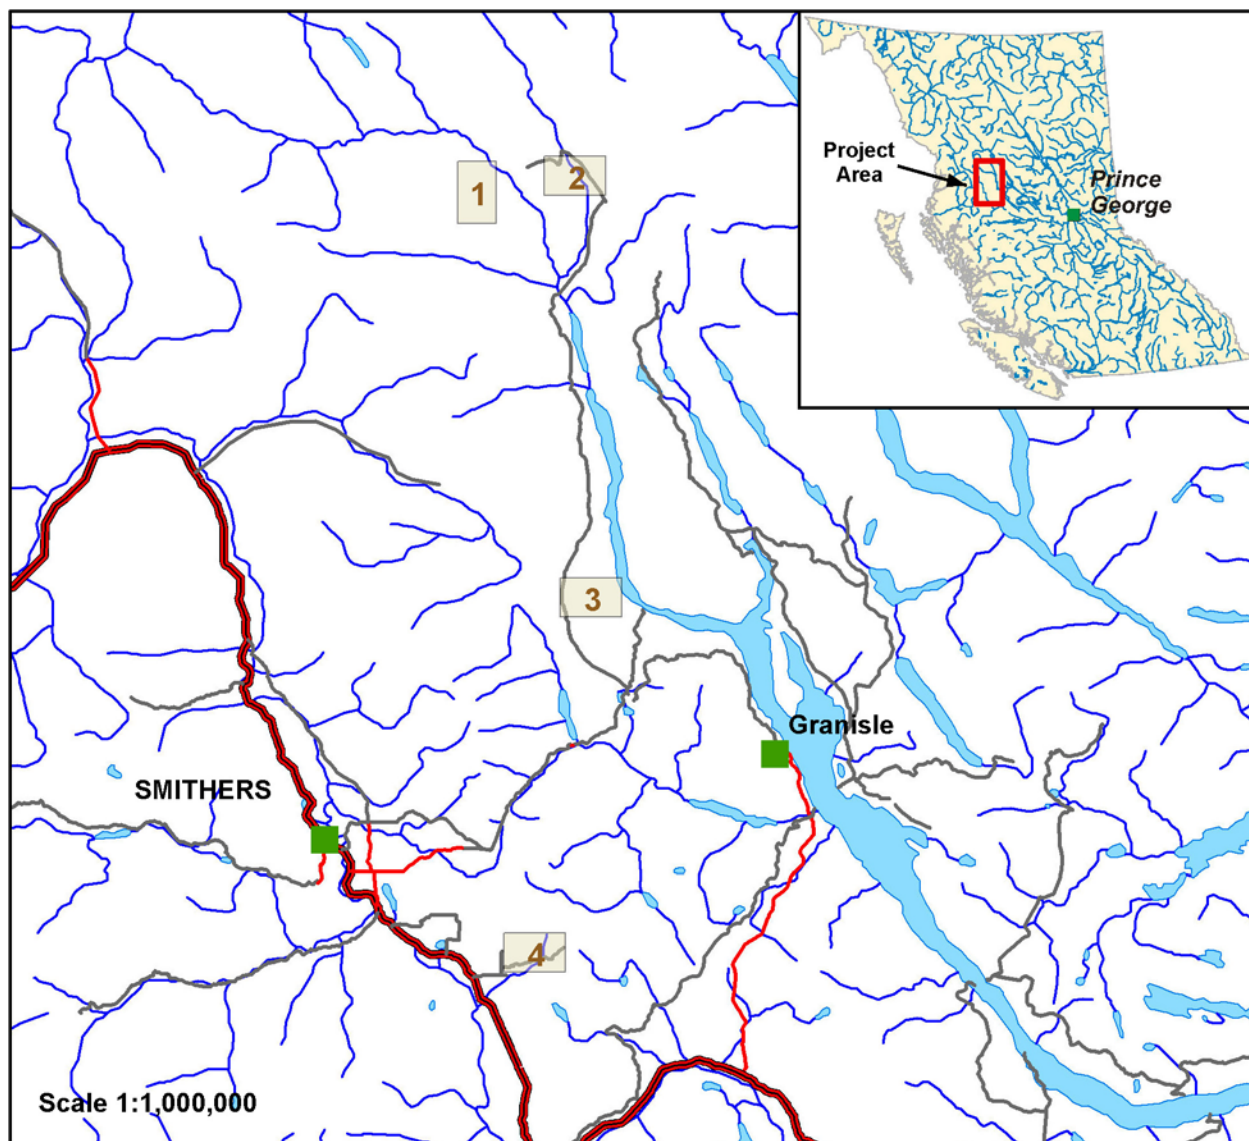 Project
Area
Prince
George
1
2
3
Granisle
SMITHERS
4
Scale 1:1,000,000